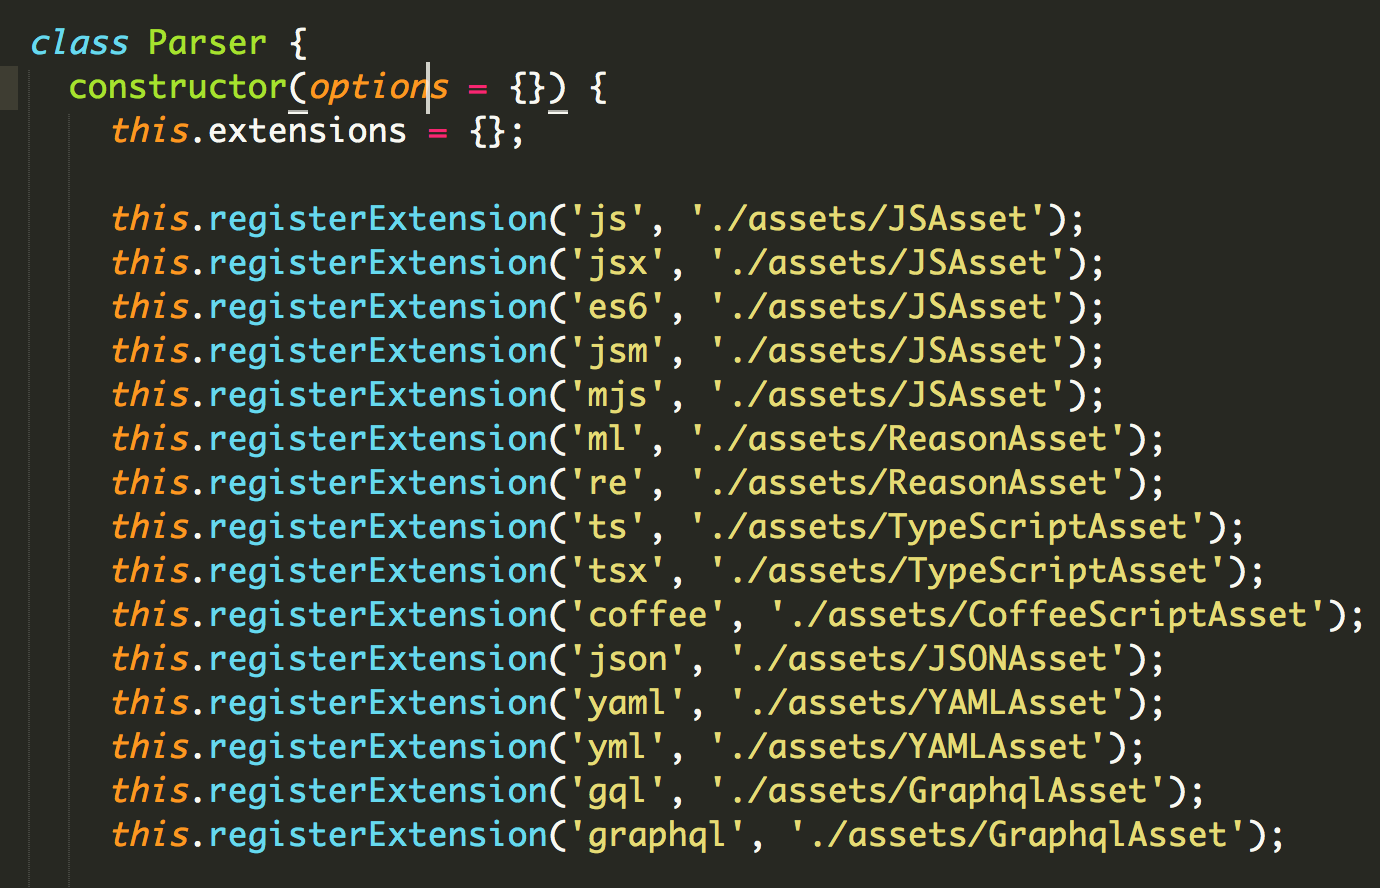 class Parser {
constructor(options = {}) {
this.extensions = {};
this.registerExtension('js', './assets/JSAsset');
this.registerExtension('jsx', './assets/JSAsset');
this.registerExtension('es6', './assets/JSAsset');
this.registerExtension('jsm', './assets/JSAsset');
this.registerExtension('mjs', './assets/JSAsset');
this.registerExtension('ml', './assets/ReasonAsset');
this.registerExtension('re', './assets/ReasonAsset');
this.registerExtension('ts', './assets/TypeScriptAsset');
this.registerExtension('tsx', './assets/TypeScriptAsset');
this.registerExtension('coffee', './assets/CoffeeScriptAsset');
this.registerExtension('json', './assets/JSONAsset');
this.registerExtension('yaml', './assets/YAMLAsset');
this.registerExtension('yml', './assets/YAMLAsset');
this.registerExtension('gql', './assets/GraphqlAsset');
this.registerExtension('graphql', './assets/GraphqlAsset');